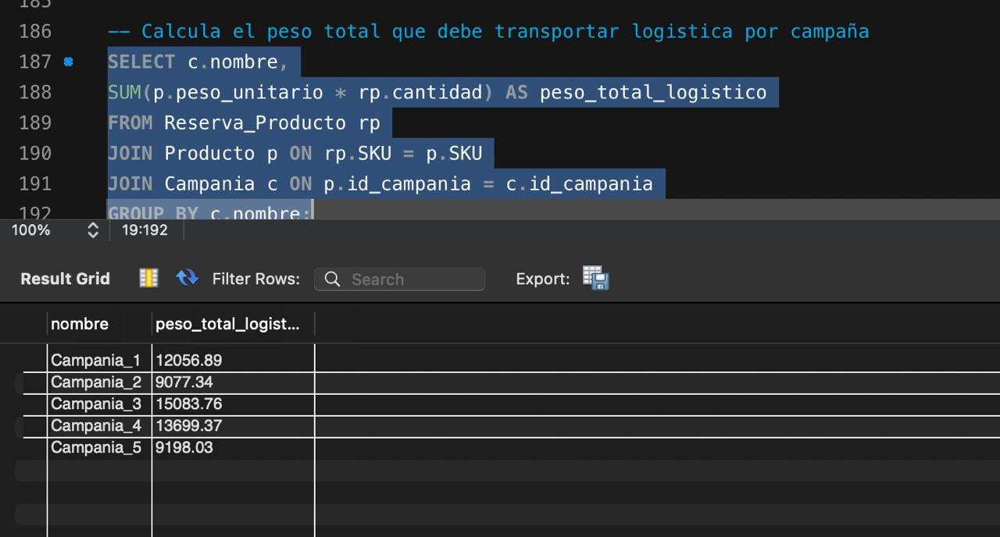 185
186 -- Calcula el peso total que debe transportar logistica por campaña
187 SELECT c.nombre,
188 SUM(p.peso_unitario * rp.cantidad) AS peso_total_logistico
189 FROM Reserva_Producto rp
190 JOIN Producto p ON rp.SKU = p.SKU
191 JOIN Campania c ON p.id_campania = c.id_campania
192 GROUP BY c.nombre;
100% 19:192
Result Grid Filter Rows: Search Export:
nombre peso_total_logist...
Campania_1 12056.89
Campania_2 9077.34
Campania_3 15083.76
Campania_4 13699.37
Campania_5 9198.03